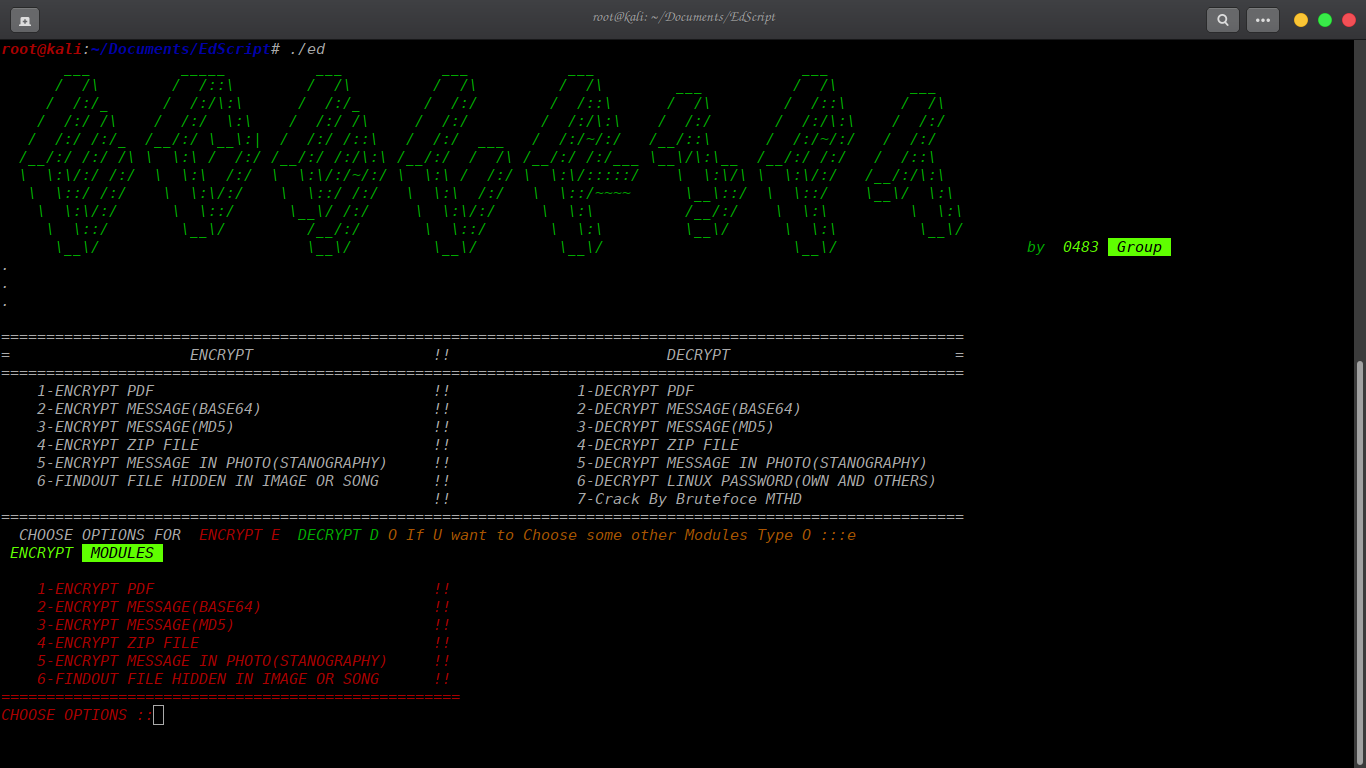 root@kali: ~/Documents/EdScript
root@kali:~/Documents/EdScript# ./ed
by 0483 Group
.
.
.
===========================================================================================================
= ENCRYPT !! DECRYPT =
===========================================================================================================
1-ENCRYPT PDF !! 1-DECRYPT PDF
2-ENCRYPT MESSAGE(BASE64) !! 2-DECRYPT MESSAGE(BASE64)
3-ENCRYPT MESSAGE(MD5) !! 3-DECRYPT MESSAGE(MD5)
4-ENCRYPT ZIP FILE !! 4-DECRYPT ZIP FILE
5-ENCRYPT MESSAGE IN PHOTO(STANOGRAPHY) !! 5-DECRYPT MESSAGE IN PHOTO(STANOGRAPHY)
6-FINDOUT FILE HIDDEN IN IMAGE OR SONG !! 6-DECRYPT LINUX PASSWORD(OWN AND OTHERS)
!! 7-Crack By Brutefoce MTHD
===========================================================================================================
CHOOSE OPTIONS FOR ENCRYPT E DECRYPT D O If U want to Choose some other Modules Type O :::e
ENCRYPT MODULES
1-ENCRYPT PDF !!
2-ENCRYPT MESSAGE(BASE64) !!
3-ENCRYPT MESSAGE(MD5) !!
4-ENCRYPT ZIP FILE !!
5-ENCRYPT MESSAGE IN PHOTO(STANOGRAPHY) !!
6-FINDOUT FILE HIDDEN IN IMAGE OR SONG !!
===================================================
CHOOSE OPTIONS ::